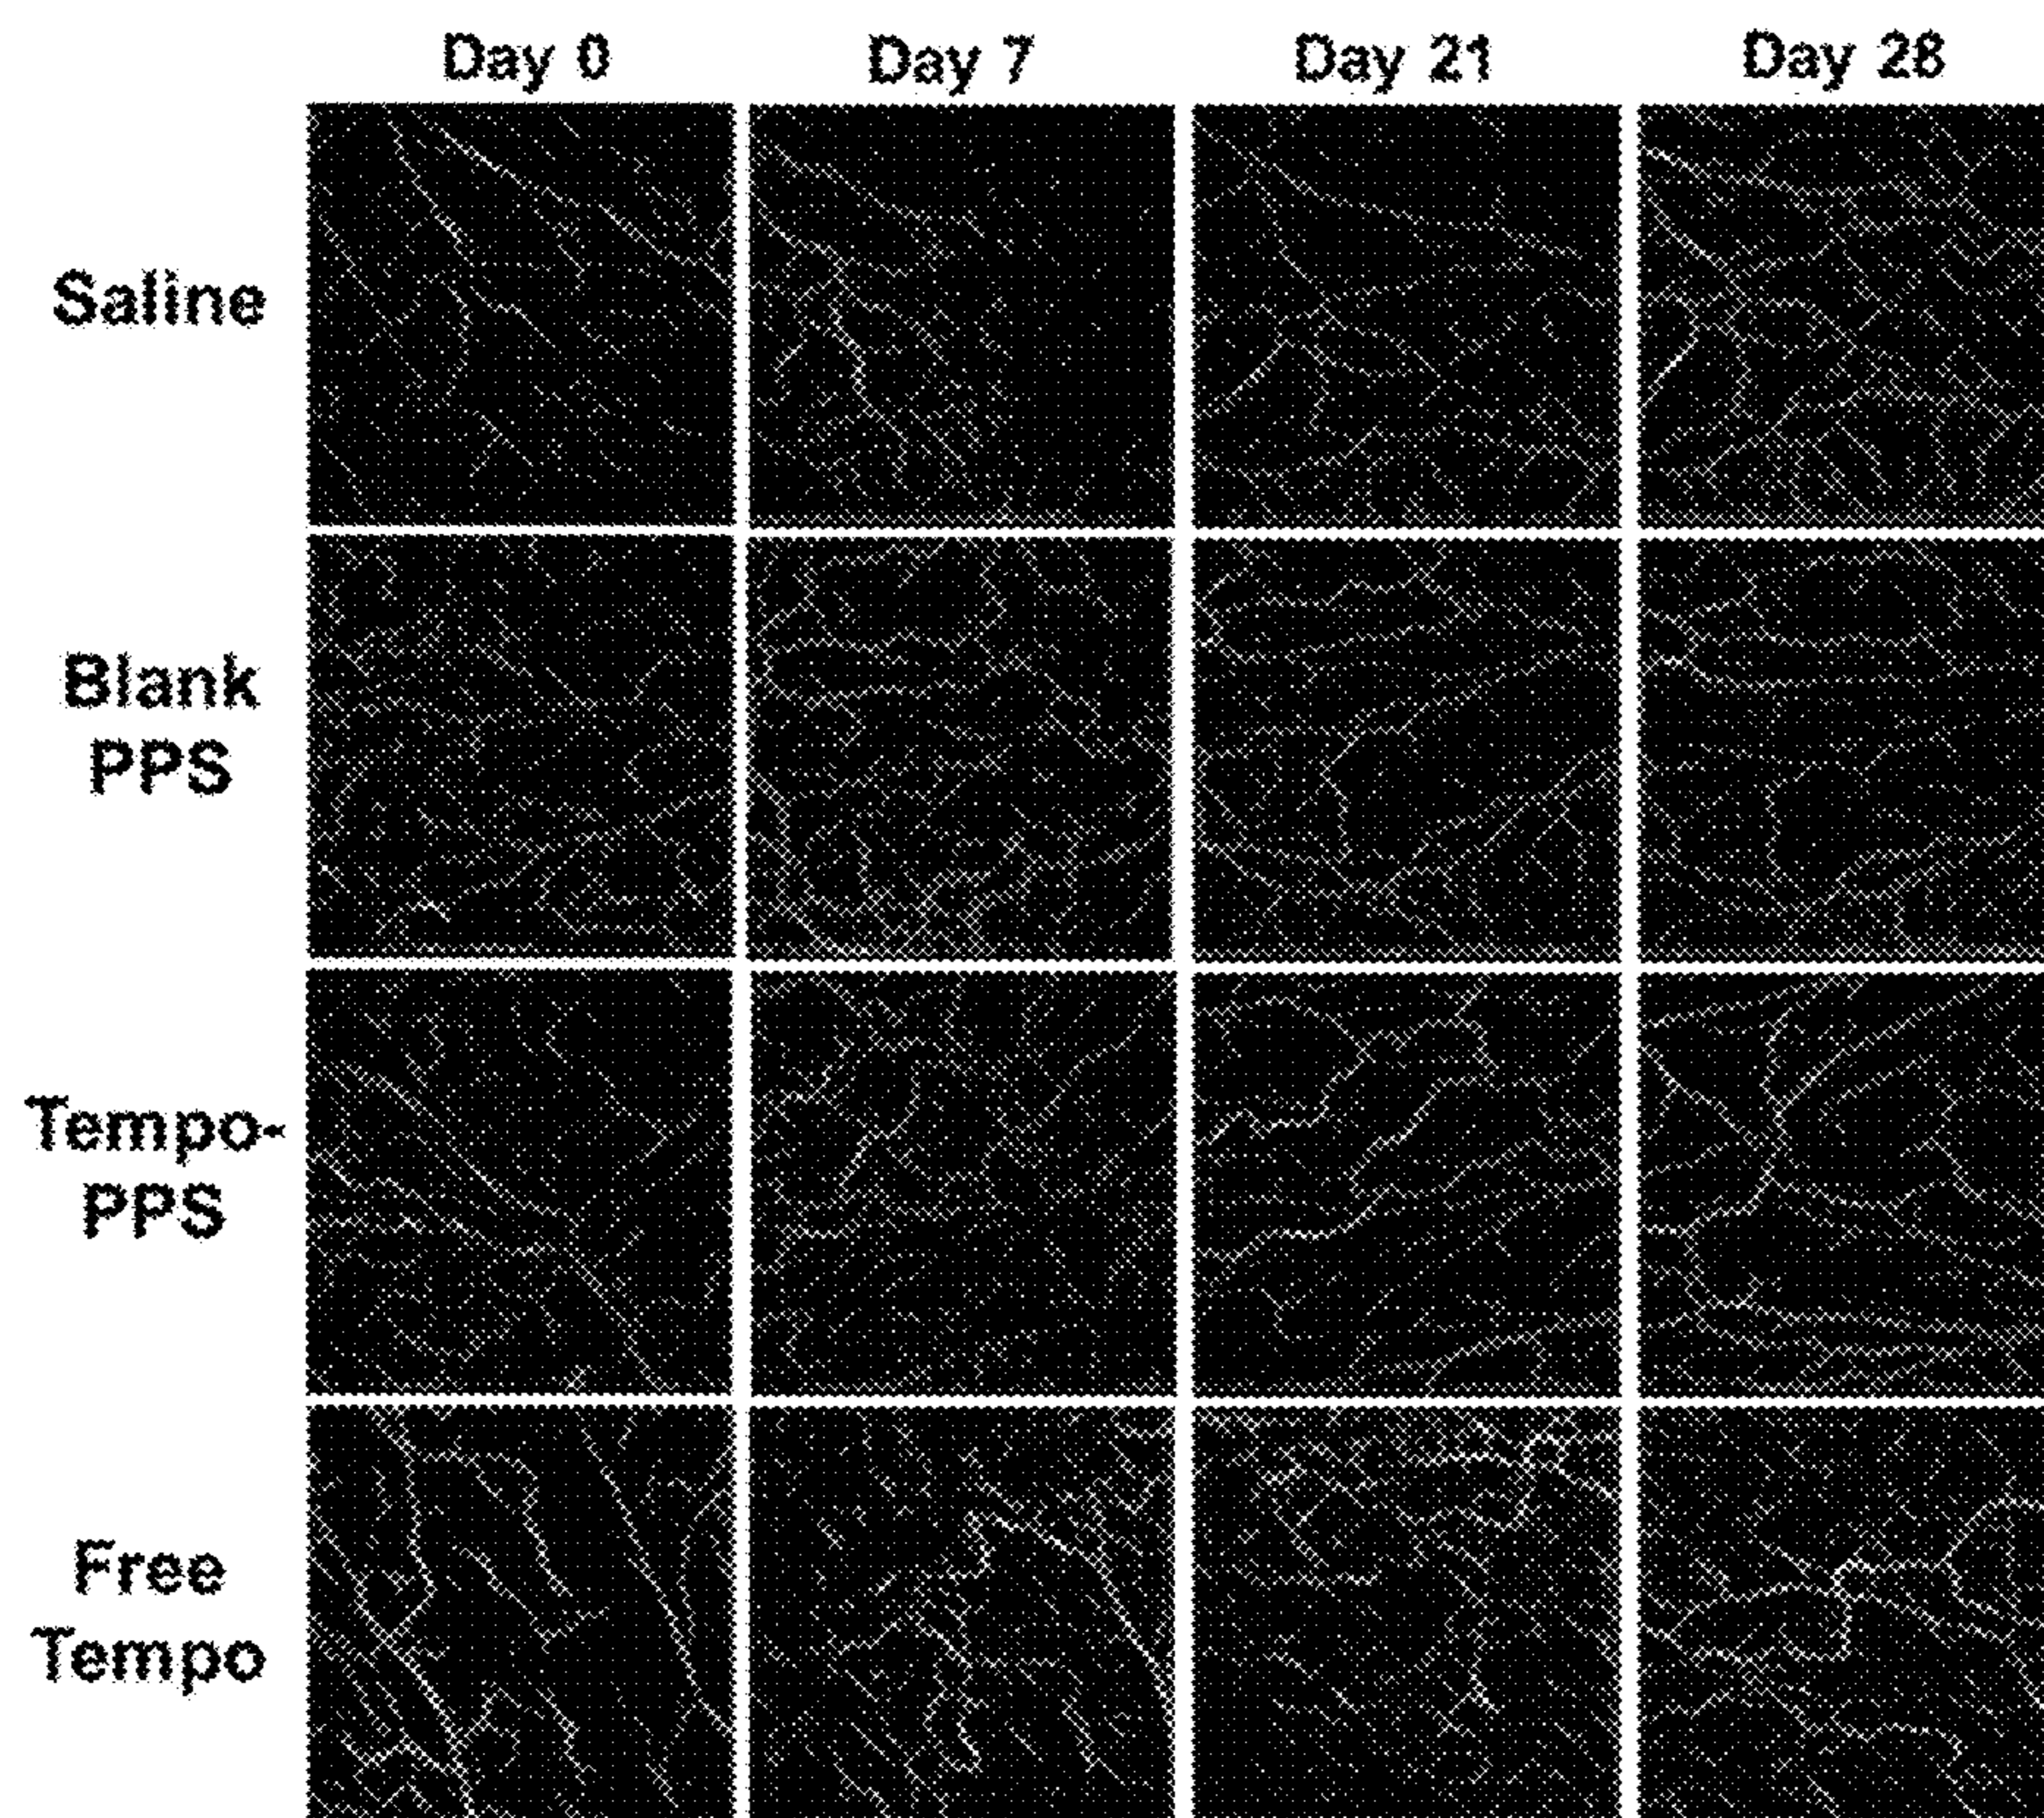 Day 0 Day 7 Day 21 Day 28
Saline
Blank
PPS
Tempo-
PPS
Free
Tempo